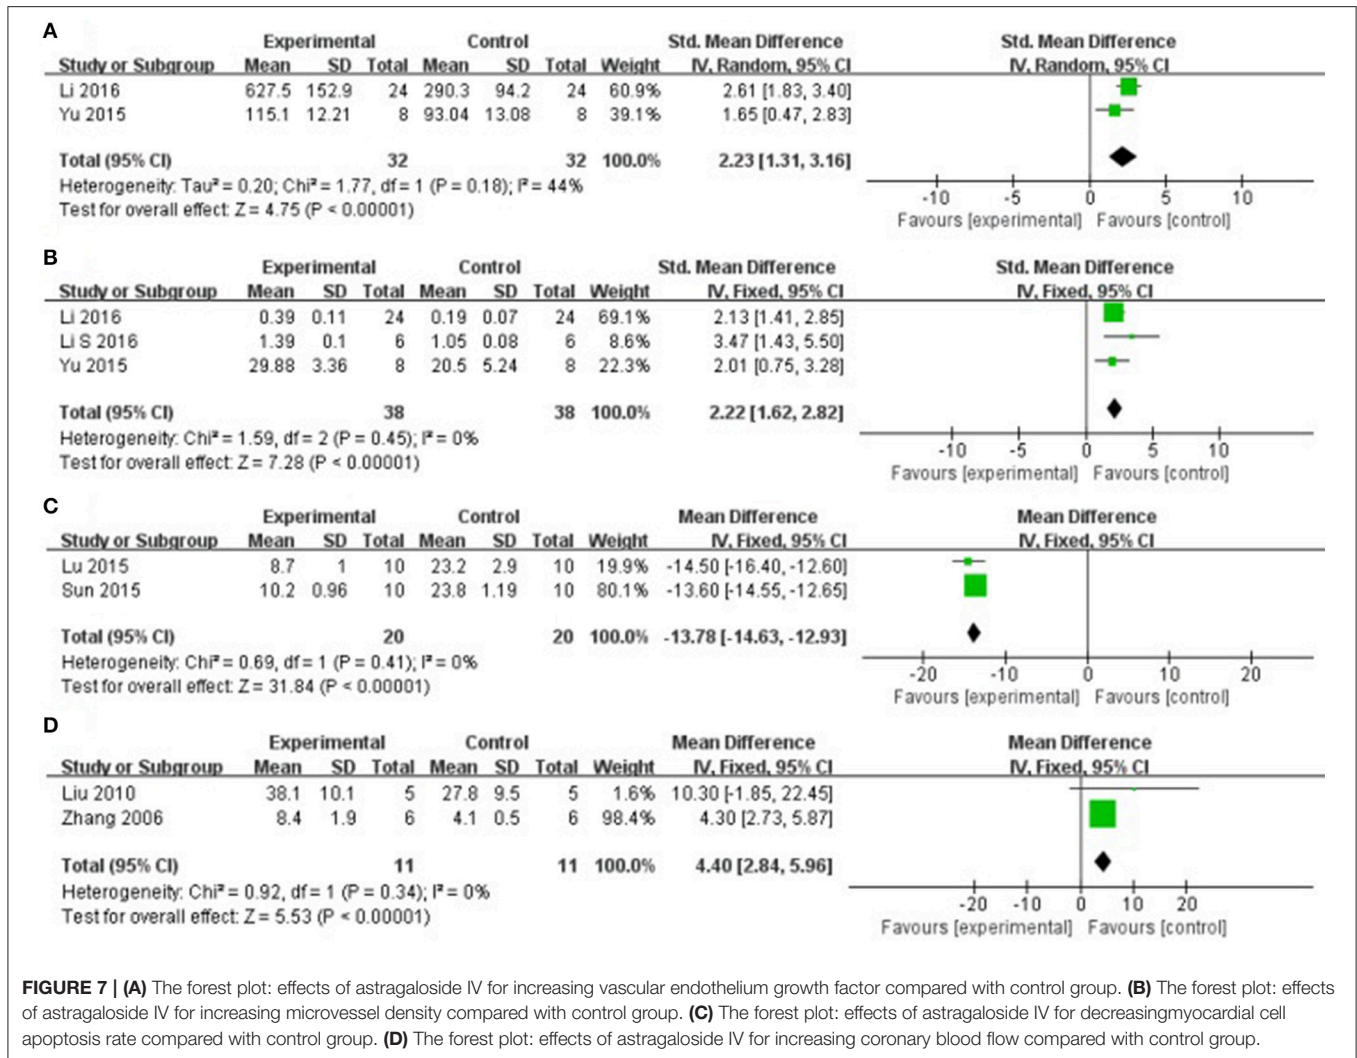 A
Experimental Control Std. Mean Difference Std. Mean Difference
Study or Subgroup Mean SD Total Mean SD Total Weight IV, Random, 95% CI IV, Random, 95% CI
Li 2016 627.5 152.9 24 290.3 94.2 24 60.9% 2.61 [1.83, 3.40]
Yu 2015 115.1 12.21 8 93.04 13.08 8 39.1% 1.65 [0.47, 2.83]
Total (95% CI) 32 32 100.0% 2.23 [1.31, 3.16]
Heterogeneity: Tau² = 0.20; Chi² = 1.77, df = 1 (P = 0.18); I² = 44%
Test for overall effect: Z = 4.75 (P < 0.00001)
-10 -5 0 5 10
Favours [experimental] Favours [control]
B
Experimental Control Std. Mean Difference Std. Mean Difference
Study or Subgroup Mean SD Total Mean SD Total Weight IV, Fixed, 95% CI IV, Fixed, 95% CI
Li 2016 0.39 0.11 24 0.19 0.07 24 69.1% 2.13 [1.41, 2.85]
Li S 2016 1.39 0.1 6 1.05 0.08 6 8.6% 3.47 [1.43, 5.50]
Yu 2015 29.88 3.36 8 20.5 5.24 8 22.3% 2.01 [0.75, 3.28]
Total (95% CI) 38 38 100.0% 2.22 [1.62, 2.82]
Heterogeneity: Chi² = 1.59, df = 2 (P = 0.45); I² = 0%
Test for overall effect: Z = 7.28 (P < 0.00001)
-10 -5 0 5 10
Favours [experimental] Favours [control]
C
Experimental Control Mean Difference Mean Difference
Study or Subgroup Mean SD Total Mean SD Total Weight IV, Fixed, 95% CI IV, Fixed, 95% CI
Lu 2015 8.7 1 10 23.2 2.9 10 19.9% -14.50 [-16.40, -12.60]
Sun 2015 10.2 0.96 10 23.8 1.19 10 80.1% -13.60 [-14.55, -12.65]
Total (95% CI) 20 20 100.0% -13.78 [-14.63, -12.93]
Heterogeneity: Chi² = 0.69, df = 1 (P = 0.41); I² = 0%
Test for overall effect: Z = 31.84 (P < 0.00001)
-20 -10 0 10 20
Favours [experimental] Favours [control]
D
Experimental Control Mean Difference Mean Difference
Study or Subgroup Mean SD Total Mean SD Total Weight IV, Fixed, 95% CI IV, Fixed, 95% CI
Liu 2010 38.1 10.1 5 27.8 9.5 5 1.6% 10.30 [-1.85, 22.45]
Zhang 2006 8.4 1.9 6 4.1 0.5 6 98.4% 4.30 [2.73, 5.87]
Total (95% CI) 11 11 100.0% 4.40 [2.84, 5.96]
Heterogeneity: Chi² = 0.92, df = 1 (P = 0.34); I² = 0%
Test for overall effect: Z = 5.53 (P < 0.00001)
-20 -10 0 10 20
Favours [experimental] Favours [control]
FIGURE 7 | (A) The forest plot: effects of astragaloside IV for increasing vascular endothelium growth factor compared with control group. (B) The forest plot: effects
of astragaloside IV for increasing microvessel density compared with control group. (C) The forest plot: effects of astragaloside IV for decreasingmyocardial cell
apoptosis rate compared with control group. (D) The forest plot: effects of astragaloside IV for increasing coronary blood flow compared with control group.